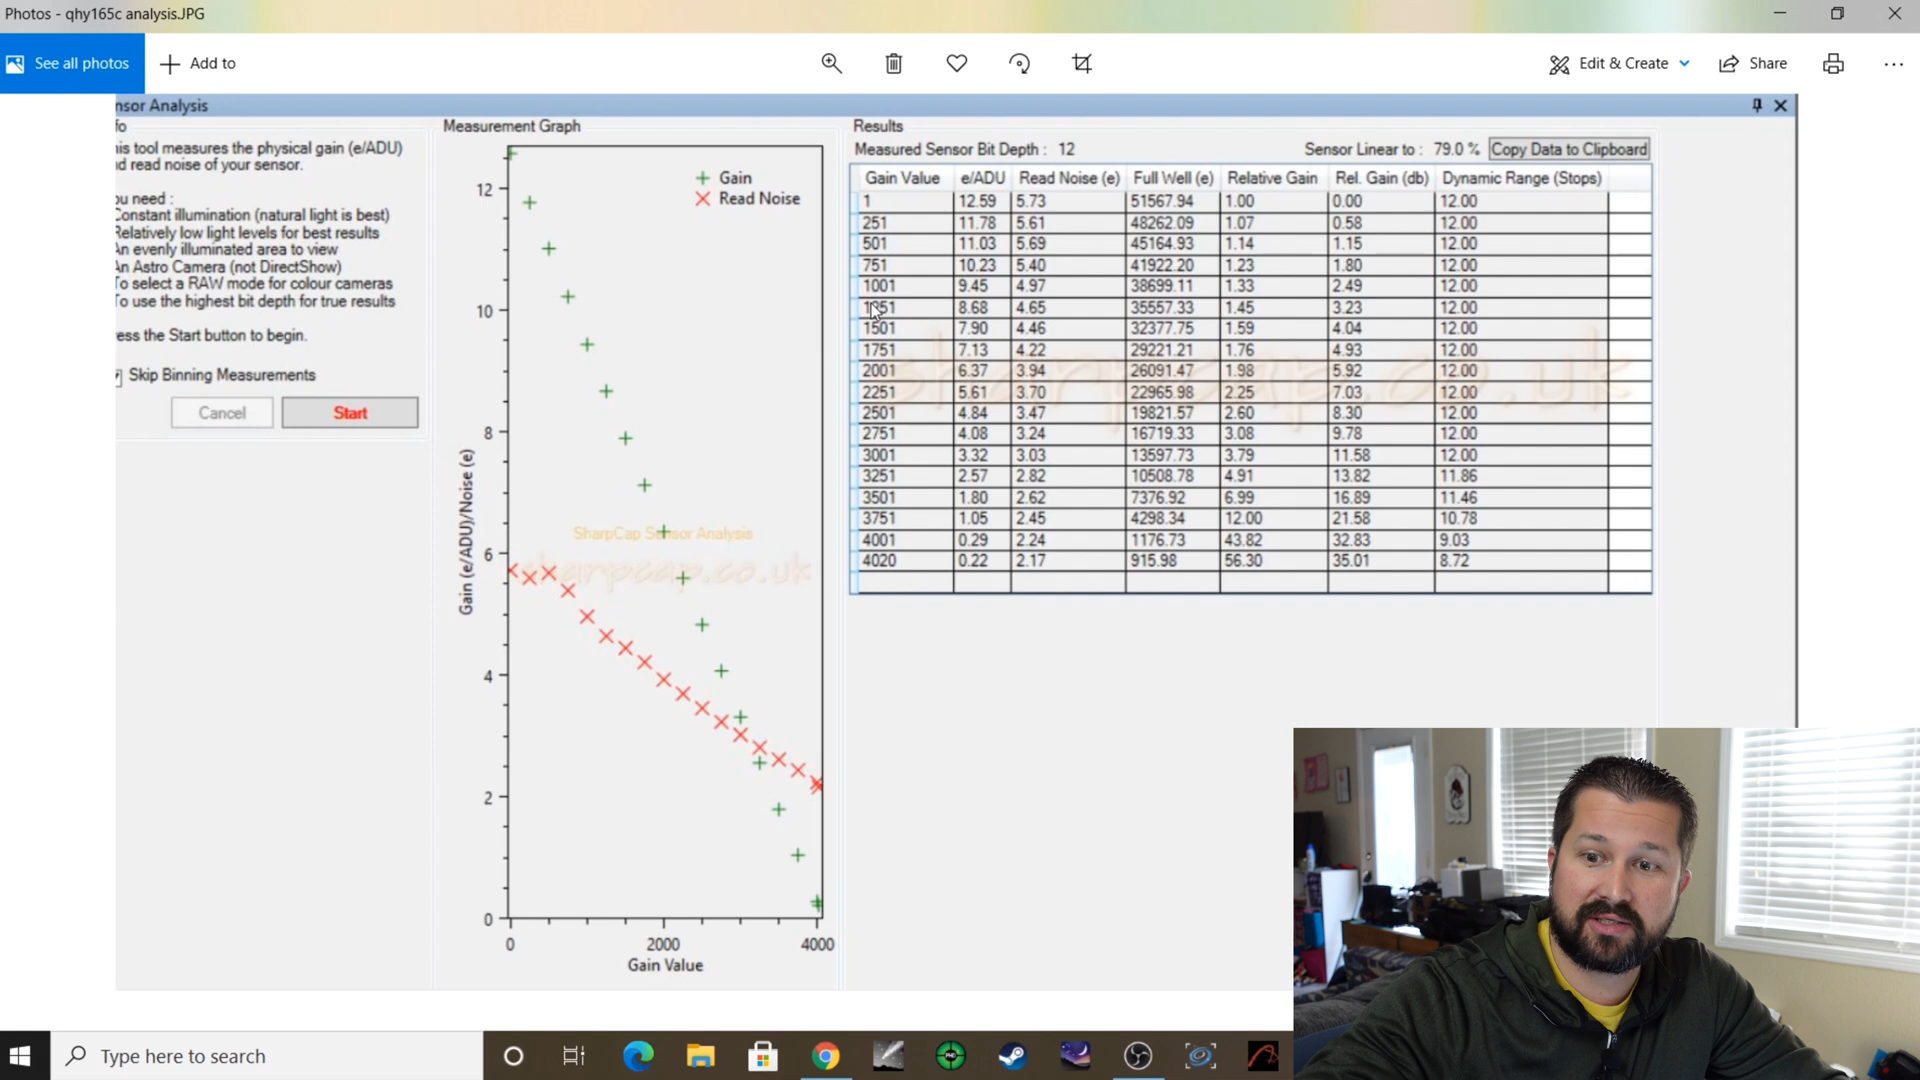 Photos - qhy165c analysis.JPG
See all photos
Add to
Edit & Create
Share
nsor Analysis
fo
his tool measures the physical gain (e/ADU)
nd read noise of your sensor.
ou need :
Constant illumination (natural light is best)
Relatively low light levels for best results
An evenly illuminated area to view
An Astro Camera (not DirectShow)
To select a RAW mode for colour cameras
To use the highest bit depth for true results
ress the Start button to begin.
Skip Binning Measurements
Cancel
Start
Measurement Graph
Gain
Read Noise
12
10
8
6
4
2
0
Gain (e/ADU)/Noise (e)
SharpCap Sensor Analysis
sharpcap.co.uk
0 2000 4000
Gain Value
Results
Measured Sensor Bit Depth : 12
Sensor Linear to : 79.0 %
Copy Data to Clipboard
Gain Value e/ADU Read Noise (e) Full Well (e) Relative Gain Rel. Gain (db) Dynamic Range (Stops)
1 12.59 5.73 51567.94 1.00 0.00 12.00
251 11.78 5.61 48262.09 1.07 0.58 12.00
501 11.03 5.69 45164.93 1.14 1.15 12.00
751 10.23 5.40 41922.20 1.23 1.80 12.00
1001 9.45 4.97 38699.11 1.33 2.49 12.00
1251 8.68 4.65 35557.33 1.45 3.23 12.00
1501 7.90 4.46 32377.75 1.59 4.04 12.00
1751 7.13 4.22 29221.21 1.76 4.93 12.00
2001 6.37 3.94 26091.47 1.98 5.92 12.00
2251 5.61 3.70 22965.98 2.25 7.03 12.00
2501 4.84 3.47 19821.57 2.60 8.30 12.00
2751 4.08 3.24 16719.33 3.08 9.78 12.00
3001 3.32 3.03 13597.73 3.79 11.58 12.00
3251 2.57 2.82 10508.78 4.91 13.82 11.86
3501 1.80 2.62 7376.92 6.99 16.89 11.46
3751 1.05 2.45 4298.34 12.00 21.58 10.78
4001 0.29 2.24 1176.73 43.82 32.83 9.03
4020 0.22 2.17 915.98 56.30 35.01 8.72
sharpcap.co.uk
Type here to search